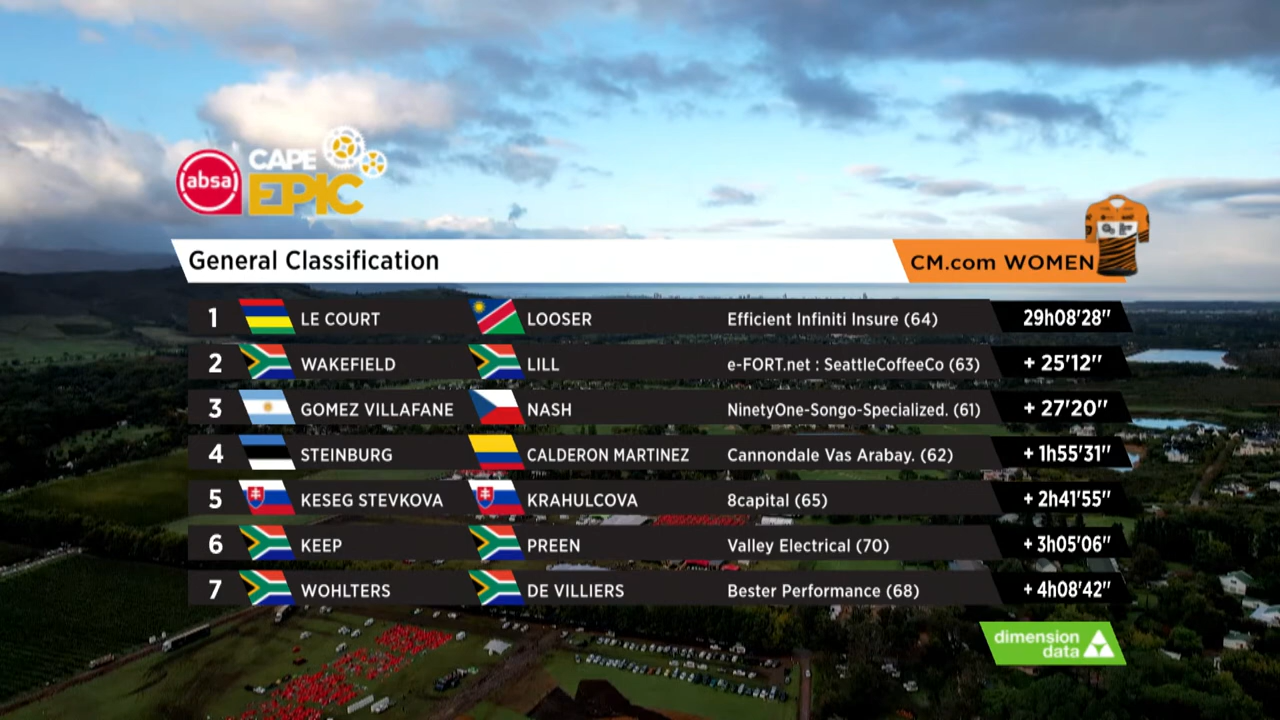 absa CAPE EPIC
General Classification CM.com WOMEN
1 LE COURT LOOSER Efficient Infiniti Insure (64) 29h08'28"
2 WAKEFIELD LILL e-FORT.net : SeattleCoffeeCo (63) + 25'12"
3 GOMEZ VILLAFANE NASH NinetyOne-Songo-Specialized. (61) + 27'20"
4 STEINBURG CALDERON MARTINEZ Cannondale Vas Arabay. (62) + 1h55'31"
5 KESEG STEVKOVA KRAHULCOVA 8capital (65) + 2h41'55"
6 KEEP PREEN Valley Electrical (70) + 3h05'06"
7 WOHLTERS DE VILLIERS Bester Performance (68) + 4h08'42"
dimension
data